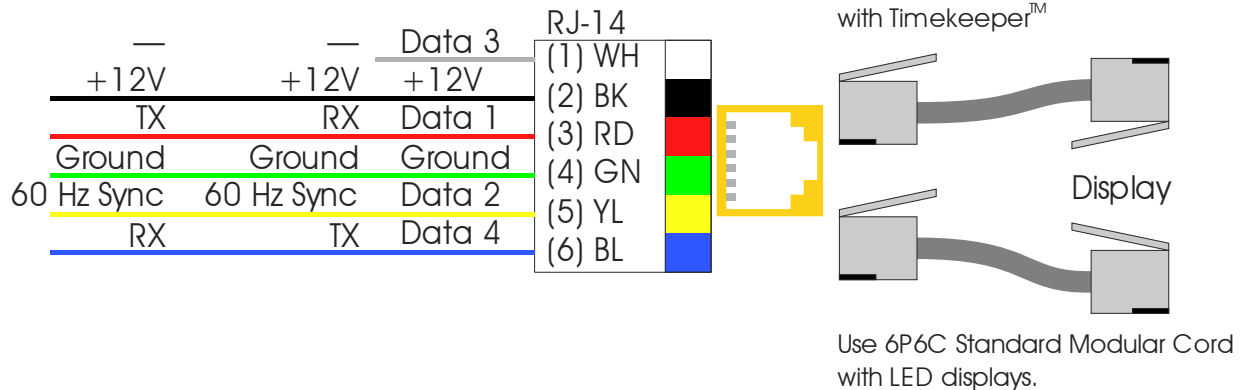 RJ-14
with Timekeeper™
— — Data 3 (1) WH
+12V +12V +12V (2) BK
TX RX Data 1 (3) RD
Ground Ground Ground (4) GN
60 Hz Sync 60 Hz Sync Data 2 (5) YL
RX TX Data 4 (6) BL
Display
Use 6P6C Standard Modular Cord
with LED displays.